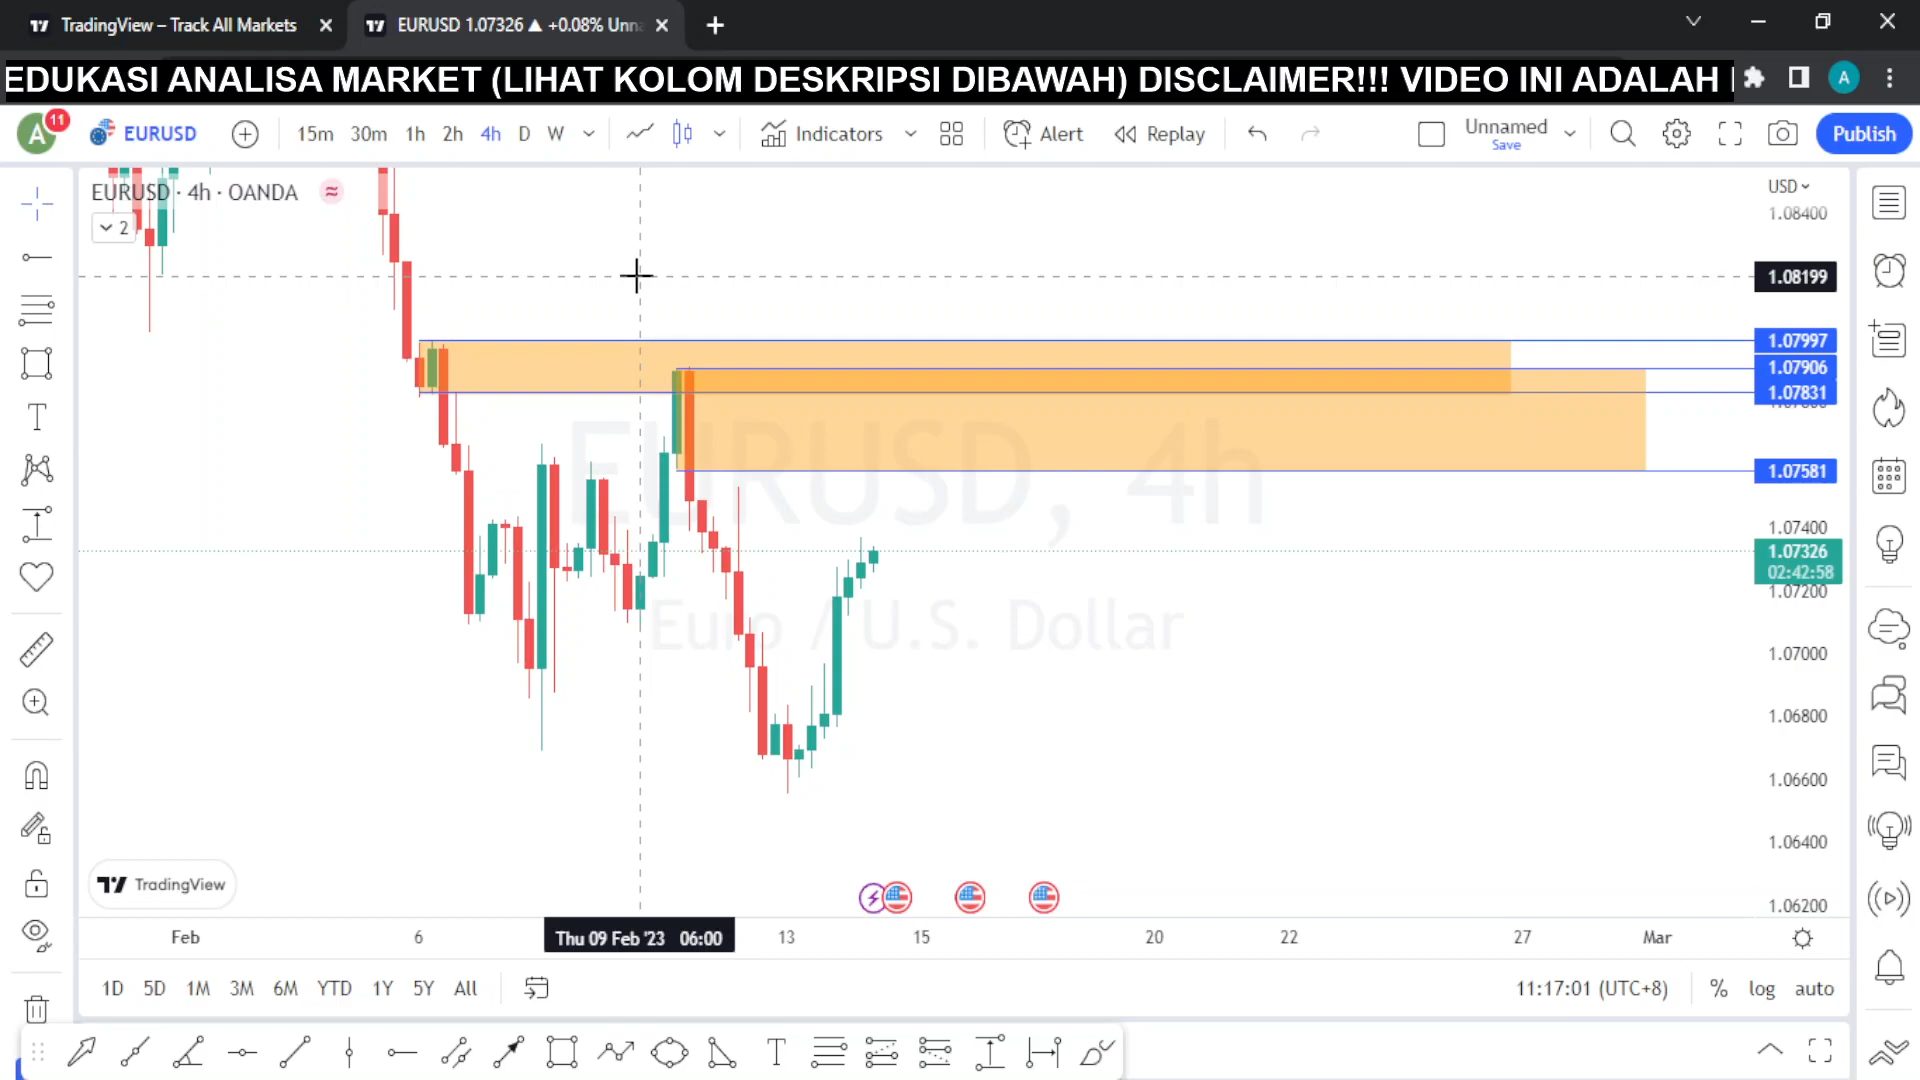 TradingView – Track All Markets
EURUSD 1.07326 ▲ +0.08% Unn
EDUKASI ANALISA MARKET (LIHAT KOLOM DESKRIPSI DIBAWAH) DISCLAIMER!!! VIDEO INI ADALAH
A
A
11
EURUSD
15m 30m 1h 2h 4h D W
Indicators
Alert
Replay
Unnamed
Save
Publish
EURUSD · 4h · OANDA
2
USD
1.08400
1.08199
1.07997
1.07906
1.07831
1.07581
1.07400
1.07326
02:42:58
1.07200
1.07000
1.06800
1.06600
1.06400
1.06200
EURUSD, 4h
Euro / U.S. Dollar
TradingView
Feb 6 Thu 09 Feb '23 06:00 13 15 20 22 27 Mar
1D 5D 1M 3M 6M YTD 1Y 5Y All
11:17:01 (UTC+8) % log auto